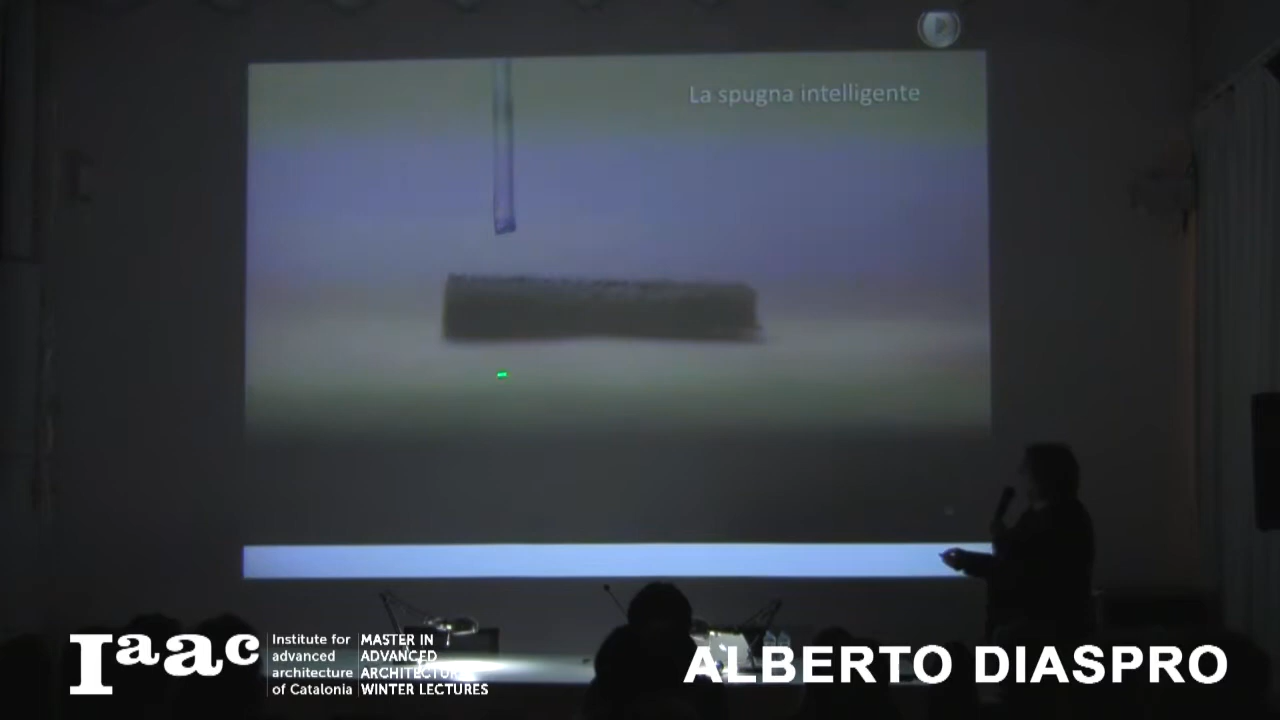 La spugna intelligente
Iaac
Institute for
advanced
architecture
of Catalonia
MASTER IN
ADVANCED
ARCHITECTURE
WINTER LECTURES
ALBERTO DIASPRO